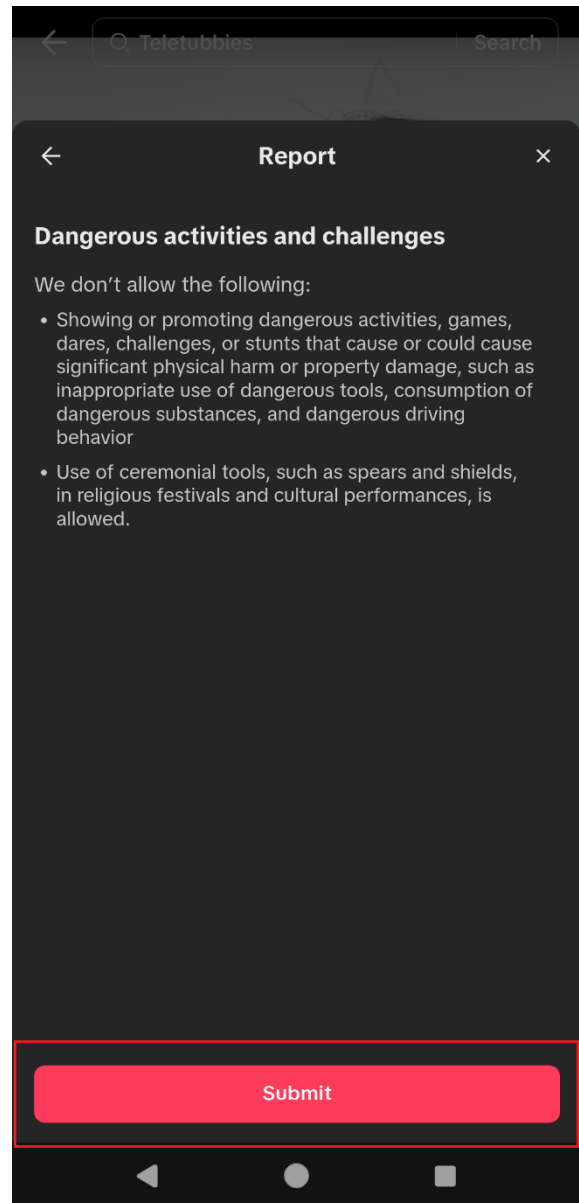 Teletubbies Search
Report
Dangerous activities and challenges
We don’t allow the following:
• Showing or promoting dangerous activities, games,
dares, challenges, or stunts that cause or could cause
significant physical harm or property damage, such as
inappropriate use of dangerous tools, consumption of
dangerous substances, and dangerous driving
behavior
• Use of ceremonial tools, such as spears and shields,
in religious festivals and cultural performances, is
allowed.
Submit